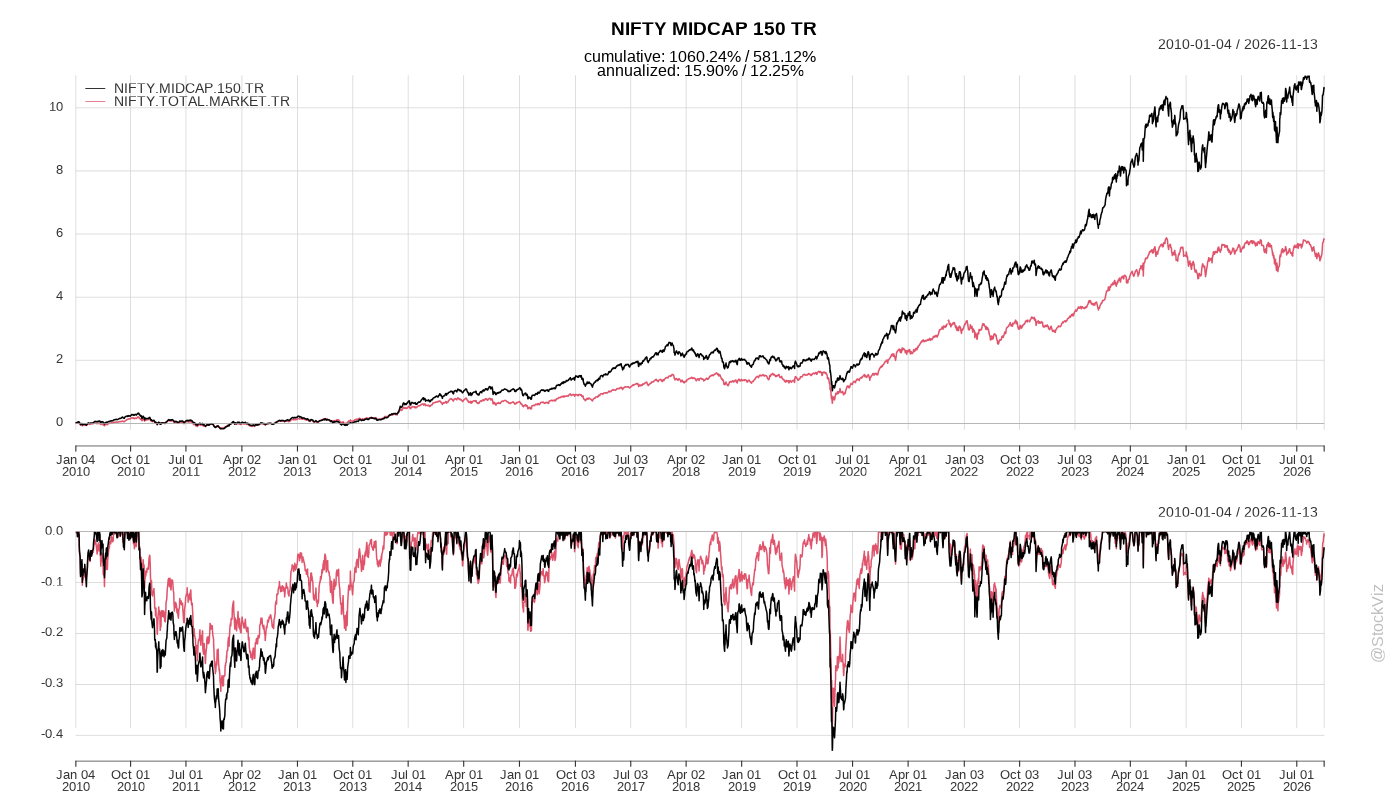 NIFTY MIDCAP 150 TR
cumulative: 1060.24% / 581.12%
annualized: 15.90% / 12.25%
2010-01-04 / 2026-11-13
NIFTY.MIDCAP.150.TR
NIFTY.TOTAL.MARKET.TR
10
8
6
4
2
0
Jan 04 Oct 01 Jul 01 Apr 02 Jan 01 Oct 01 Jul 01 Apr 01 Jan 01 Oct 03 Jul 03 Apr 02 Jan 01 Oct 01 Jul 01 Apr 01 Jan 03 Oct 03 Jul 03 Apr 01 Jan 01 Oct 01 Jul 01
2010 2010 2011 2012 2013 2013 2014 2015 2016 2016 2017 2018 2019 2019 2020 2021 2022 2022 2023 2024 2025 2025 2026
2010-01-04 / 2026-11-13
0.0
-0.1
-0.2
-0.3
-0.4
Jan 04 Oct 01 Jul 01 Apr 02 Jan 01 Oct 01 Jul 01 Apr 01 Jan 01 Oct 03 Jul 03 Apr 02 Jan 01 Oct 01 Jul 01 Apr 01 Jan 03 Oct 03 Jul 03 Apr 01 Jan 01 Oct 01 Jul 01
2010 2010 2011 2012 2013 2013 2014 2015 2016 2016 2017 2018 2019 2019 2020 2021 2022 2022 2023 2024 2025 2025 2026
@StockViz